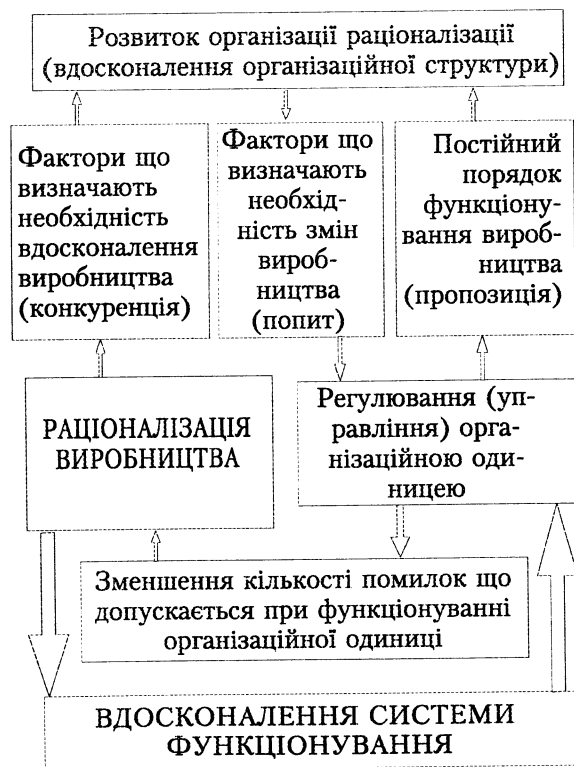 Розвиток організації раціоналізації
(вдосконалення організаційної структури)
Фактори що
визначають
необхідність
вдосконалення
виробництва
(конкуренція)
Фактори що
визначають
необхід-
ність змін
вироб-
ництва
(попит)
Постійний
порядок
функціону-
вання вироб-
ництва
(пропозиція)
РАЦІОНАЛІЗАЦІЯ
ВИРОБНИЦТВА
Регулювання (уп-
равління) орга-
нізаційною оди-
ницею
Зменшення кількості помилок що
допускається при функціонуванні
організаційної одиниці
ВДОСКОНАЛЕННЯ СИСТЕМИ
ФУНКЦІОНУВАННЯ